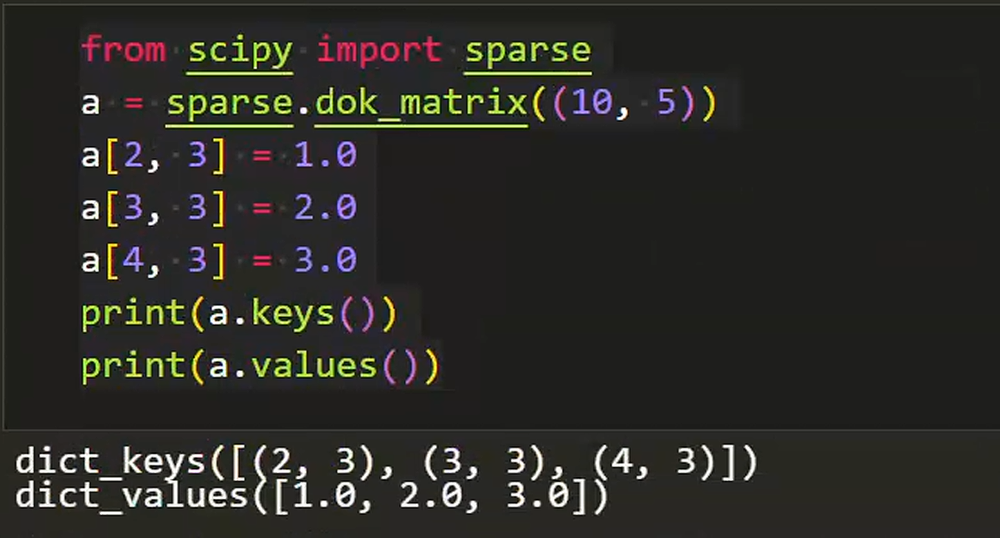 from scipy import sparse
a = sparse.dok_matrix((10, 5))
a[2, 3] = 1.0
a[3, 3] = 2.0
a[4, 3] = 3.0
print(a.keys())
print(a.values())
dict_keys([(2, 3), (3, 3), (4, 3)])
dict_values([1.0, 2.0, 3.0])